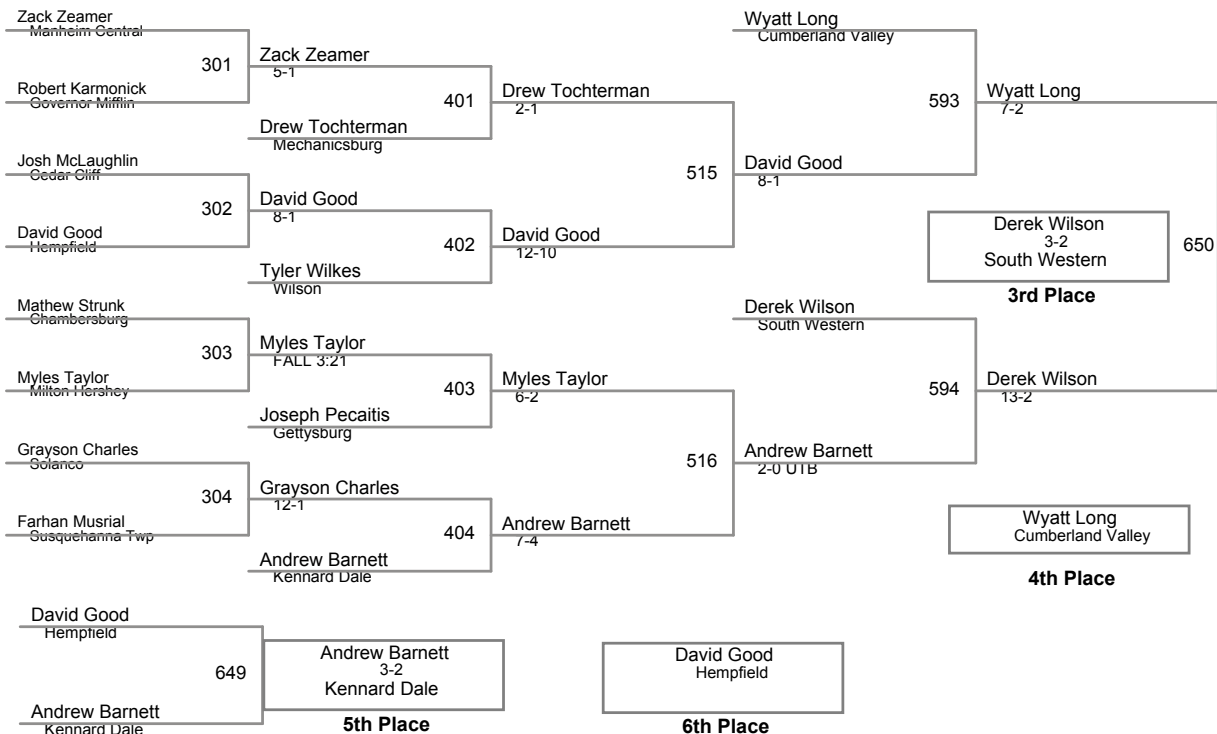 Zack Zeamer
Manheim Central
301
Robert Karmonick
Governor Mifflin
Zack Zeamer
5-1
401
Drew Tochterman
Mechanicsburg
Josh McLaughlin
Cedar Cliff
302
David Good
Hempfield
David Good
8-1
402
Tyler Wilkes
Wilson
Mathew Strunk
Chambersburg
303
Myles Taylor
Milton Hershey
Myles Taylor
FALL 3:21
403
Joseph Pecaitis
Gettysburg
Grayson Charles
Solanco
304
Farhan Musrial
Susquehanna Twp
Grayson Charles
12-1
404
Andrew Barnett
Kennard Dale
Drew Tochterman
2-1
515
David Good
12-10
Myles Taylor
6-2
516
Andrew Barnett
7-4
Wyatt Long
Cumberland Valley
593
David Good
8-1
Derek Wilson
South Western
594
Andrew Barnett
2-0 UTB
Wyatt Long
7-2
650
Derek Wilson
13-2
Derek Wilson
3-2
South Western
3rd Place
Wyatt Long
Cumberland Valley
4th Place
David Good
Hempfield
649
Andrew Barnett
Kennard Dale
Andrew Barnett
3-2
Kennard Dale
5th Place
David Good
Hempfield
6th Place